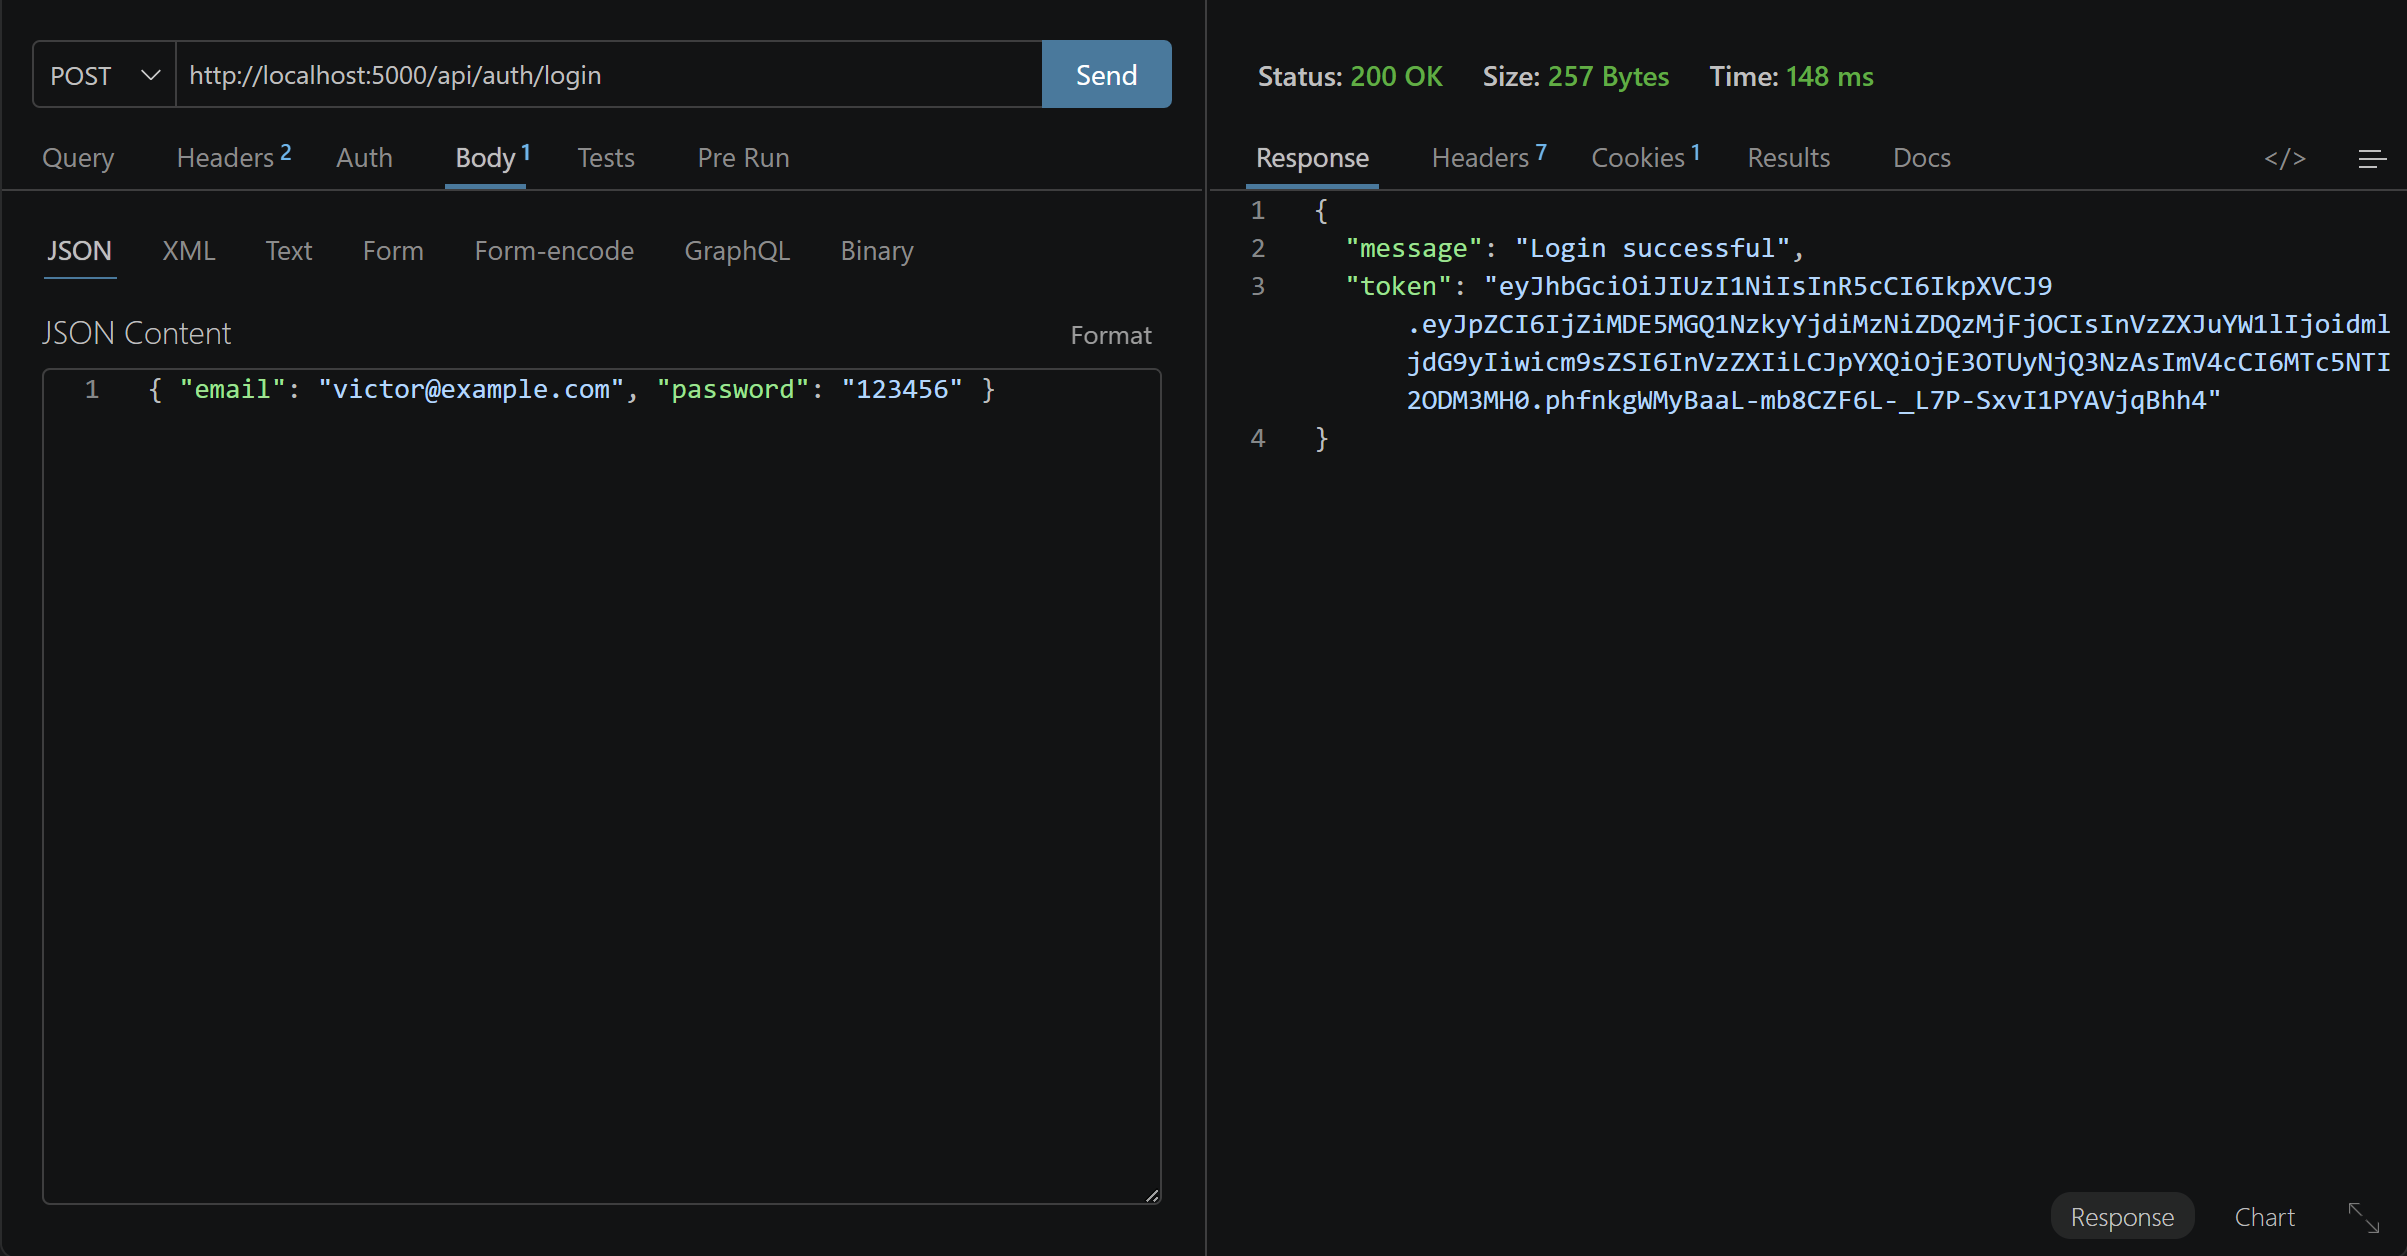 POST http://localhost:5000/api/auth/login Send
Query Headers 2 Auth Body 1 Tests Pre Run
JSON XML Text Form Form-encode GraphQL Binary
JSON Content Format
1 { "email": "victor@example.com", "password": "123456" }
Status: 200 OK Size: 257 Bytes Time: 148 ms
Response Headers 7 Cookies 1 Results Docs </>
1 {
2 "message": "Login successful",
3 "token": "eyJhbGciOiJIUzI1NiIsInR5cCI6IkpXVCJ9
.eyJpZCI6IjZiMDE5MGQ1NzkyYjdiMzNiZDQzMjFjOCIsInVzZXJuYW1lIjoidml
jdG9yIiwicm9sZSI6InVzZXIiLCJpYXQiOjE3OTUyNjQ3NzAsImV4cCI6MTc5NTI
2ODM3MH0.phfnkgWMyBaaL-mb8CZF6L-_L7P-SxvI1PYAVjqBhh4"
4 }
Response Chart